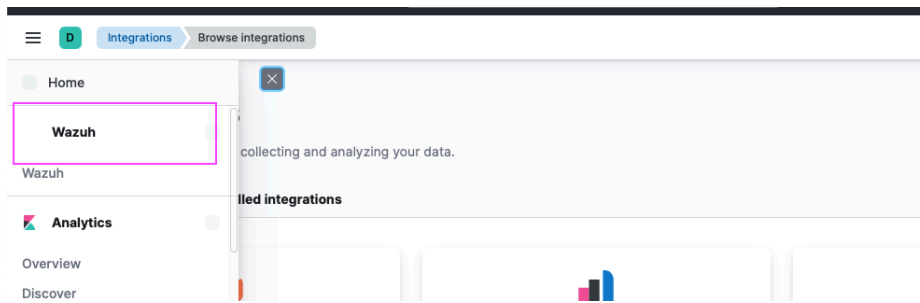 D Integrations Browse integrations
Home
Wazuh
collecting and analyzing your data.
Wazuh
lled integrations
Analytics
Overview
Discover